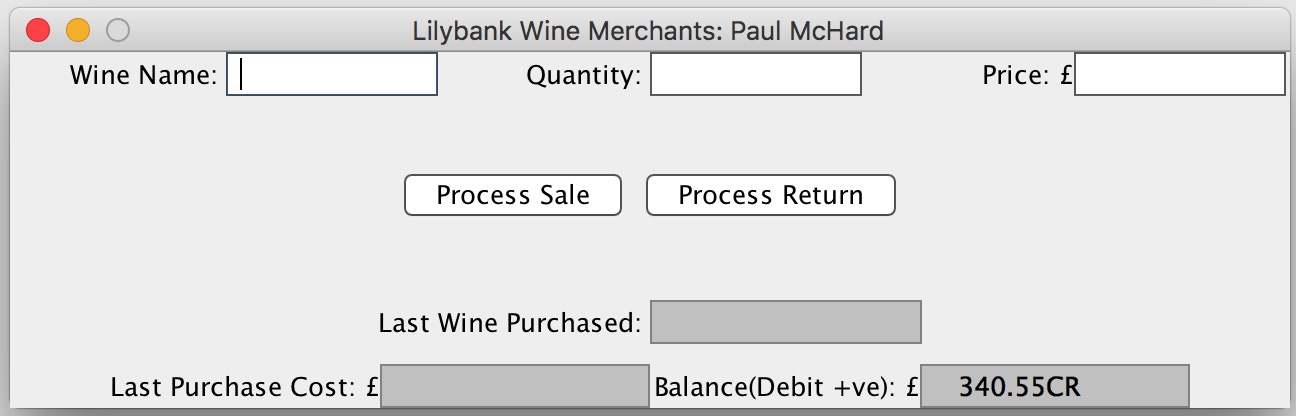 Lilybank Wine Merchants: Paul McHard
Wine Name: Quantity: Price: £
Process Sale Process Return
Last Wine Purchased:
Last Purchase Cost: £ Balance(Debit +ve): £ 340.55CR